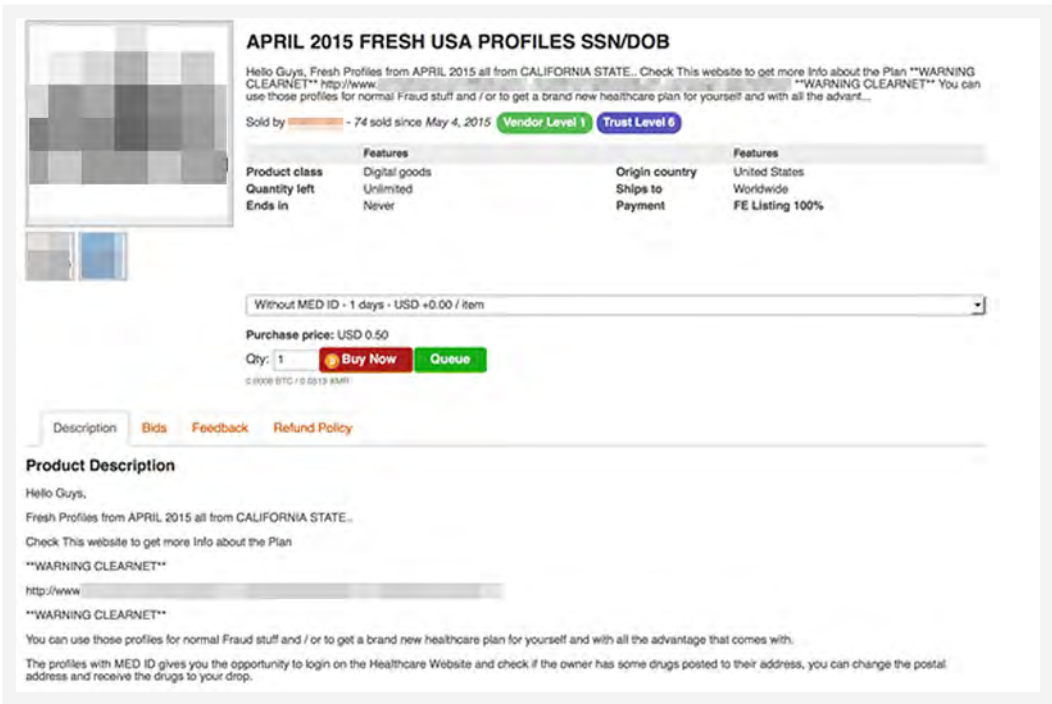 APRIL 2015 FRESH USA PROFILES SSN/DOB
Hello Guys, Fresh Profiles from APRIL 2015 all from CALIFORNIA STATE.. Check This website to get more Info about the Plan **WARNING
CLEARNET** http://www. **WARNING CLEARNET** You can
use those profiles for normal Fraud stuff and / or to get a brand new healthcare plan for yourself and with all the advant...
Sold by - 74 sold since May 4, 2015 Vendor Level 1 Trust Level 6
Features Features
Product class Digital goods Origin country United States
Quantity left Unlimited Ships to Worldwide
Ends in Never Payment FE Listing 100%
Without MED ID - 1 days - USD +0.00 / item
Purchase price: USD 0.50
Qty: 1 Buy Now Queue
BTC / XMR
Description Bids Feedback Refund Policy
Product Description
Hello Guys,
Fresh Profiles from APRIL 2015 all from CALIFORNIA STATE..
Check This website to get more Info about the Plan
**WARNING CLEARNET**
http://www
**WARNING CLEARNET**
You can use those profiles for normal Fraud stuff and / or to get a brand new healthcare plan for yourself and with all the advantage that comes with.
The profiles with MED ID gives you the opportunity to login on the Healthcare Website and check if the owner has some drugs posted to their address, you can change the postal
address and receive the drugs to your drop.